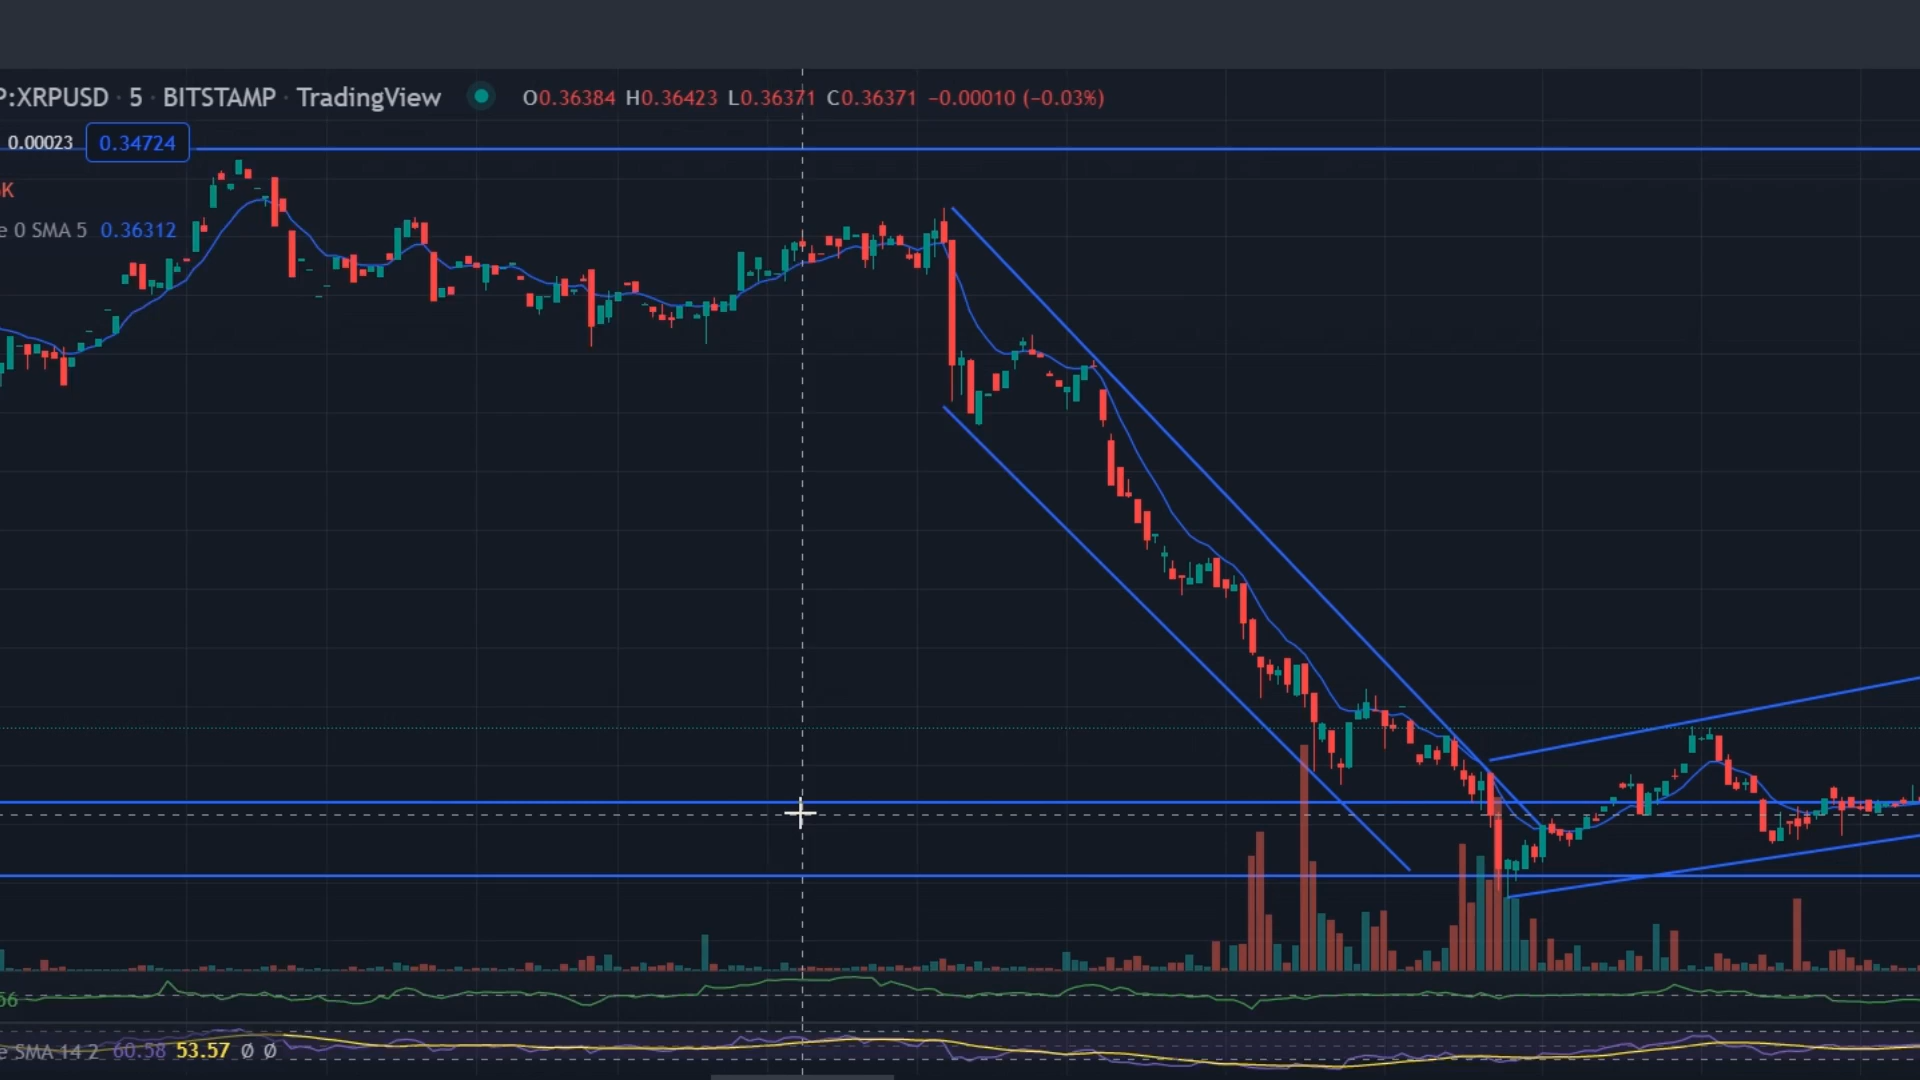 P:XRPUSD · 5 · BITSTAMP · TradingView O0.36384 H0.36423 L0.36371 C0.36371 −0.00010 (−0.03%)
0.00023 0.34724
K
e 0 SMA 5 0.36312
56
e SMA 14 2 60.58 53.57 Ø Ø